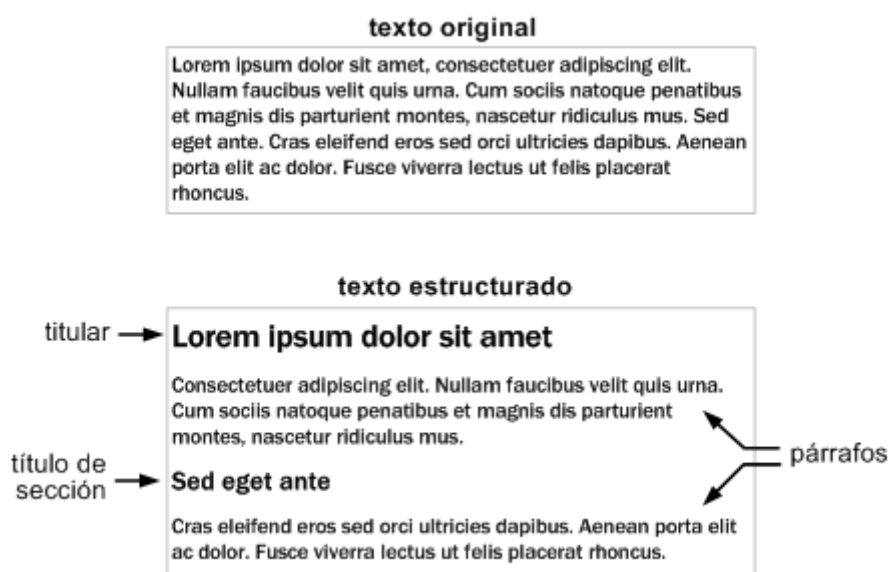 texto original
Lorem ipsum dolor sit amet, consectetuer adipiscing elit.
Nullam faucibus velit quis urna. Cum sociis natoque penatibus
et magnis dis parturient montes, nascetur ridiculus mus. Sed
eget ante. Cras eleifend eros sed orci ultricies dapibus. Aenean
porta elit ac dolor. Fusce viverra lectus ut felis placerat
rhoncus.
texto estructurado
titular
Lorem ipsum dolor sit amet
Consectetuer adipiscing elit. Nullam faucibus velit quis urna.
Cum sociis natoque penatibus et magnis dis parturient
montes, nascetur ridiculus mus.
párrafos
título de
sección
Sed eget ante
Cras eleifend eros sed orci ultricies dapibus. Aenean porta elit
ac dolor. Fusce viverra lectus ut felis placerat rhoncus.